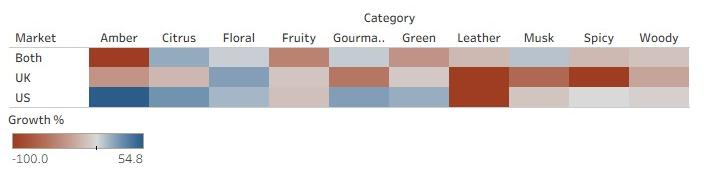 Category
Market Amber Citrus Floral Fruity Gourma.. Green Leather Musk Spicy Woody
Both
UK
US
Growth %
-100.0 54.8